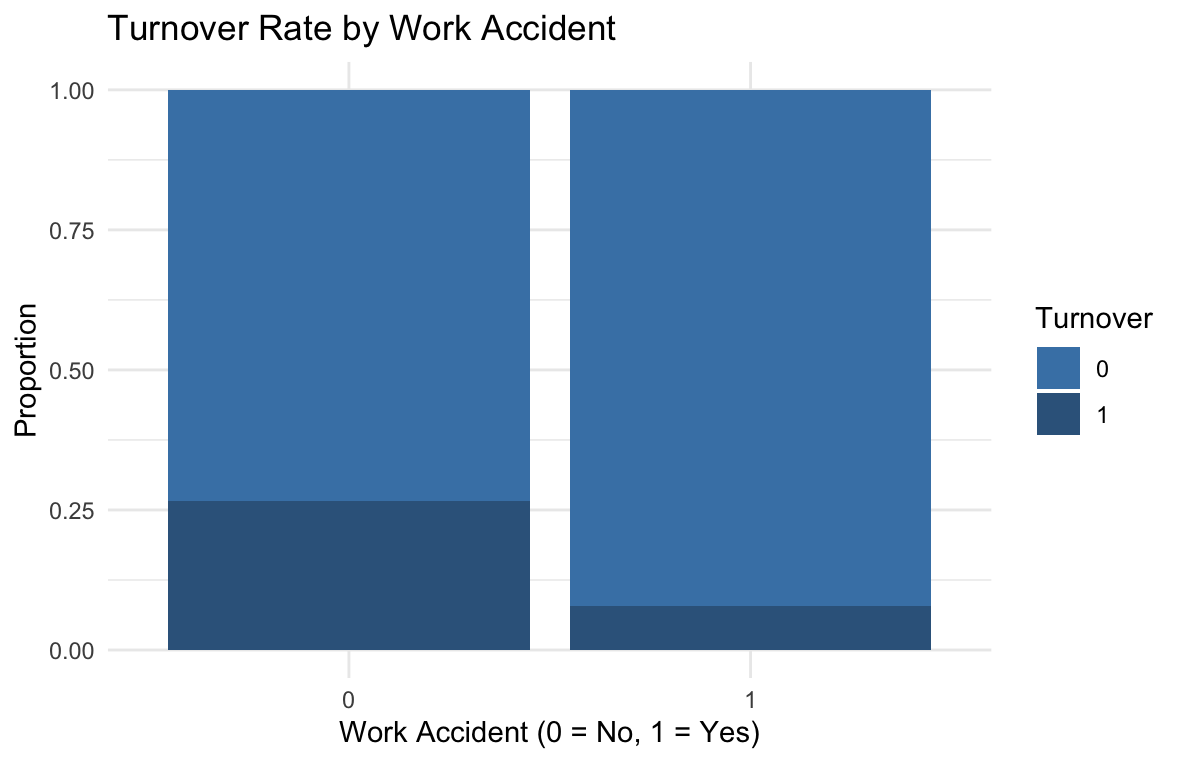 Turnover Rate by Work Accident
1.00
0.75
0.50
0.25
0.00
Proportion
0
1
Work Accident (0 = No, 1 = Yes)
Turnover
0
1